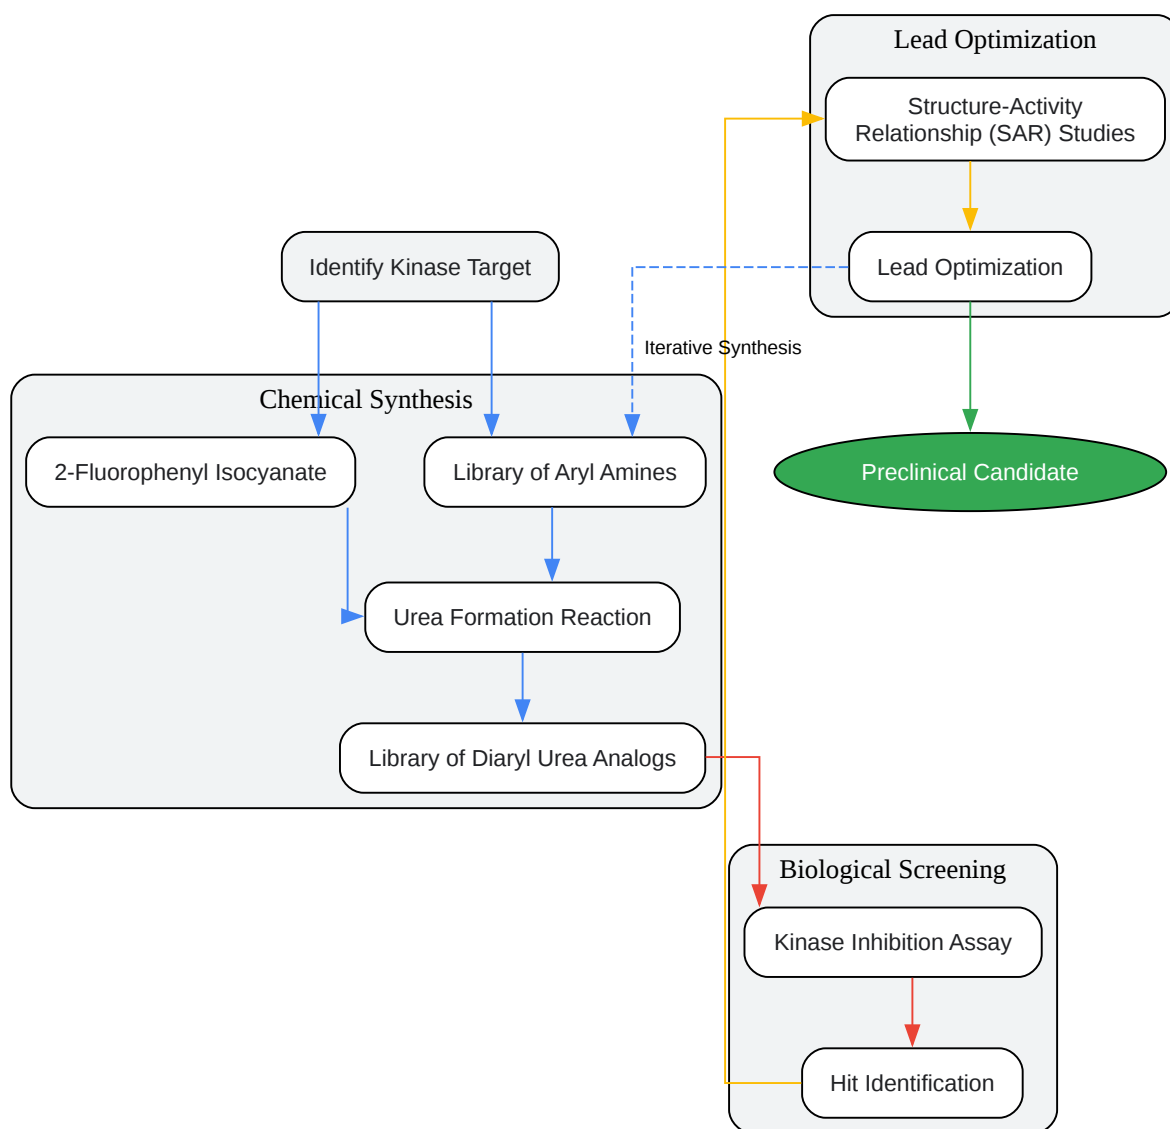 Lead Optimization
Structure-Activity
Relationship (SAR) Studies
Identify Kinase Target
Lead Optimization
Iterative Synthesis
Chemical Synthesis
2-Fluorophenyl Isocyanate
Library of Aryl Amines
Preclinical Candidate
Urea Formation Reaction
Library of Diaryl Urea Analogs
Biological Screening
Kinase Inhibition Assay
Hit Identification